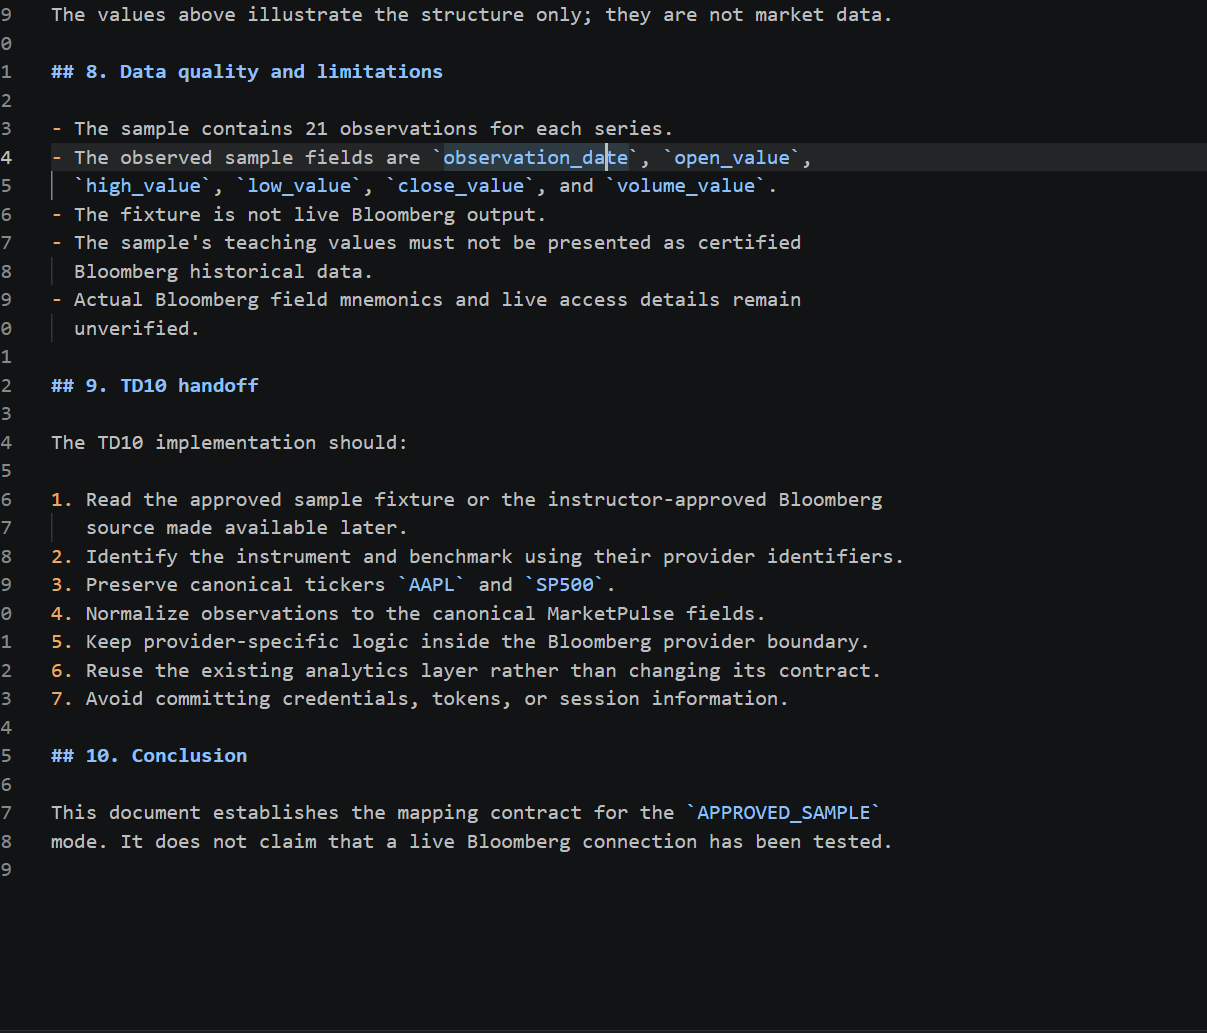 9 The values above illustrate the structure only; they are not market data.
0
1 ## 8. Data quality and limitations
2
3 - The sample contains 21 observations for each series.
4 - The observed sample fields are `observation_date`, `open_value`,
5 `high_value`, `low_value`, `close_value`, and `volume_value`.
6 - The fixture is not live Bloomberg output.
7 - The sample's teaching values must not be presented as certified
8 Bloomberg historical data.
9 - Actual Bloomberg field mnemonics and live access details remain
0 unverified.
1
2 ## 9. TD10 handoff
3
4 The TD10 implementation should:
5
6 1. Read the approved sample fixture or the instructor-approved Bloomberg
7 source made available later.
8 2. Identify the instrument and benchmark using their provider identifiers.
9 3. Preserve canonical tickers `AAPL` and `SP500`.
0 4. Normalize observations to the canonical MarketPulse fields.
1 5. Keep provider-specific logic inside the Bloomberg provider boundary.
2 6. Reuse the existing analytics layer rather than changing its contract.
3 7. Avoid committing credentials, tokens, or session information.
4
5 ## 10. Conclusion
6
7 This document establishes the mapping contract for the `APPROVED_SAMPLE`
8 mode. It does not claim that a live Bloomberg connection has been tested.
9